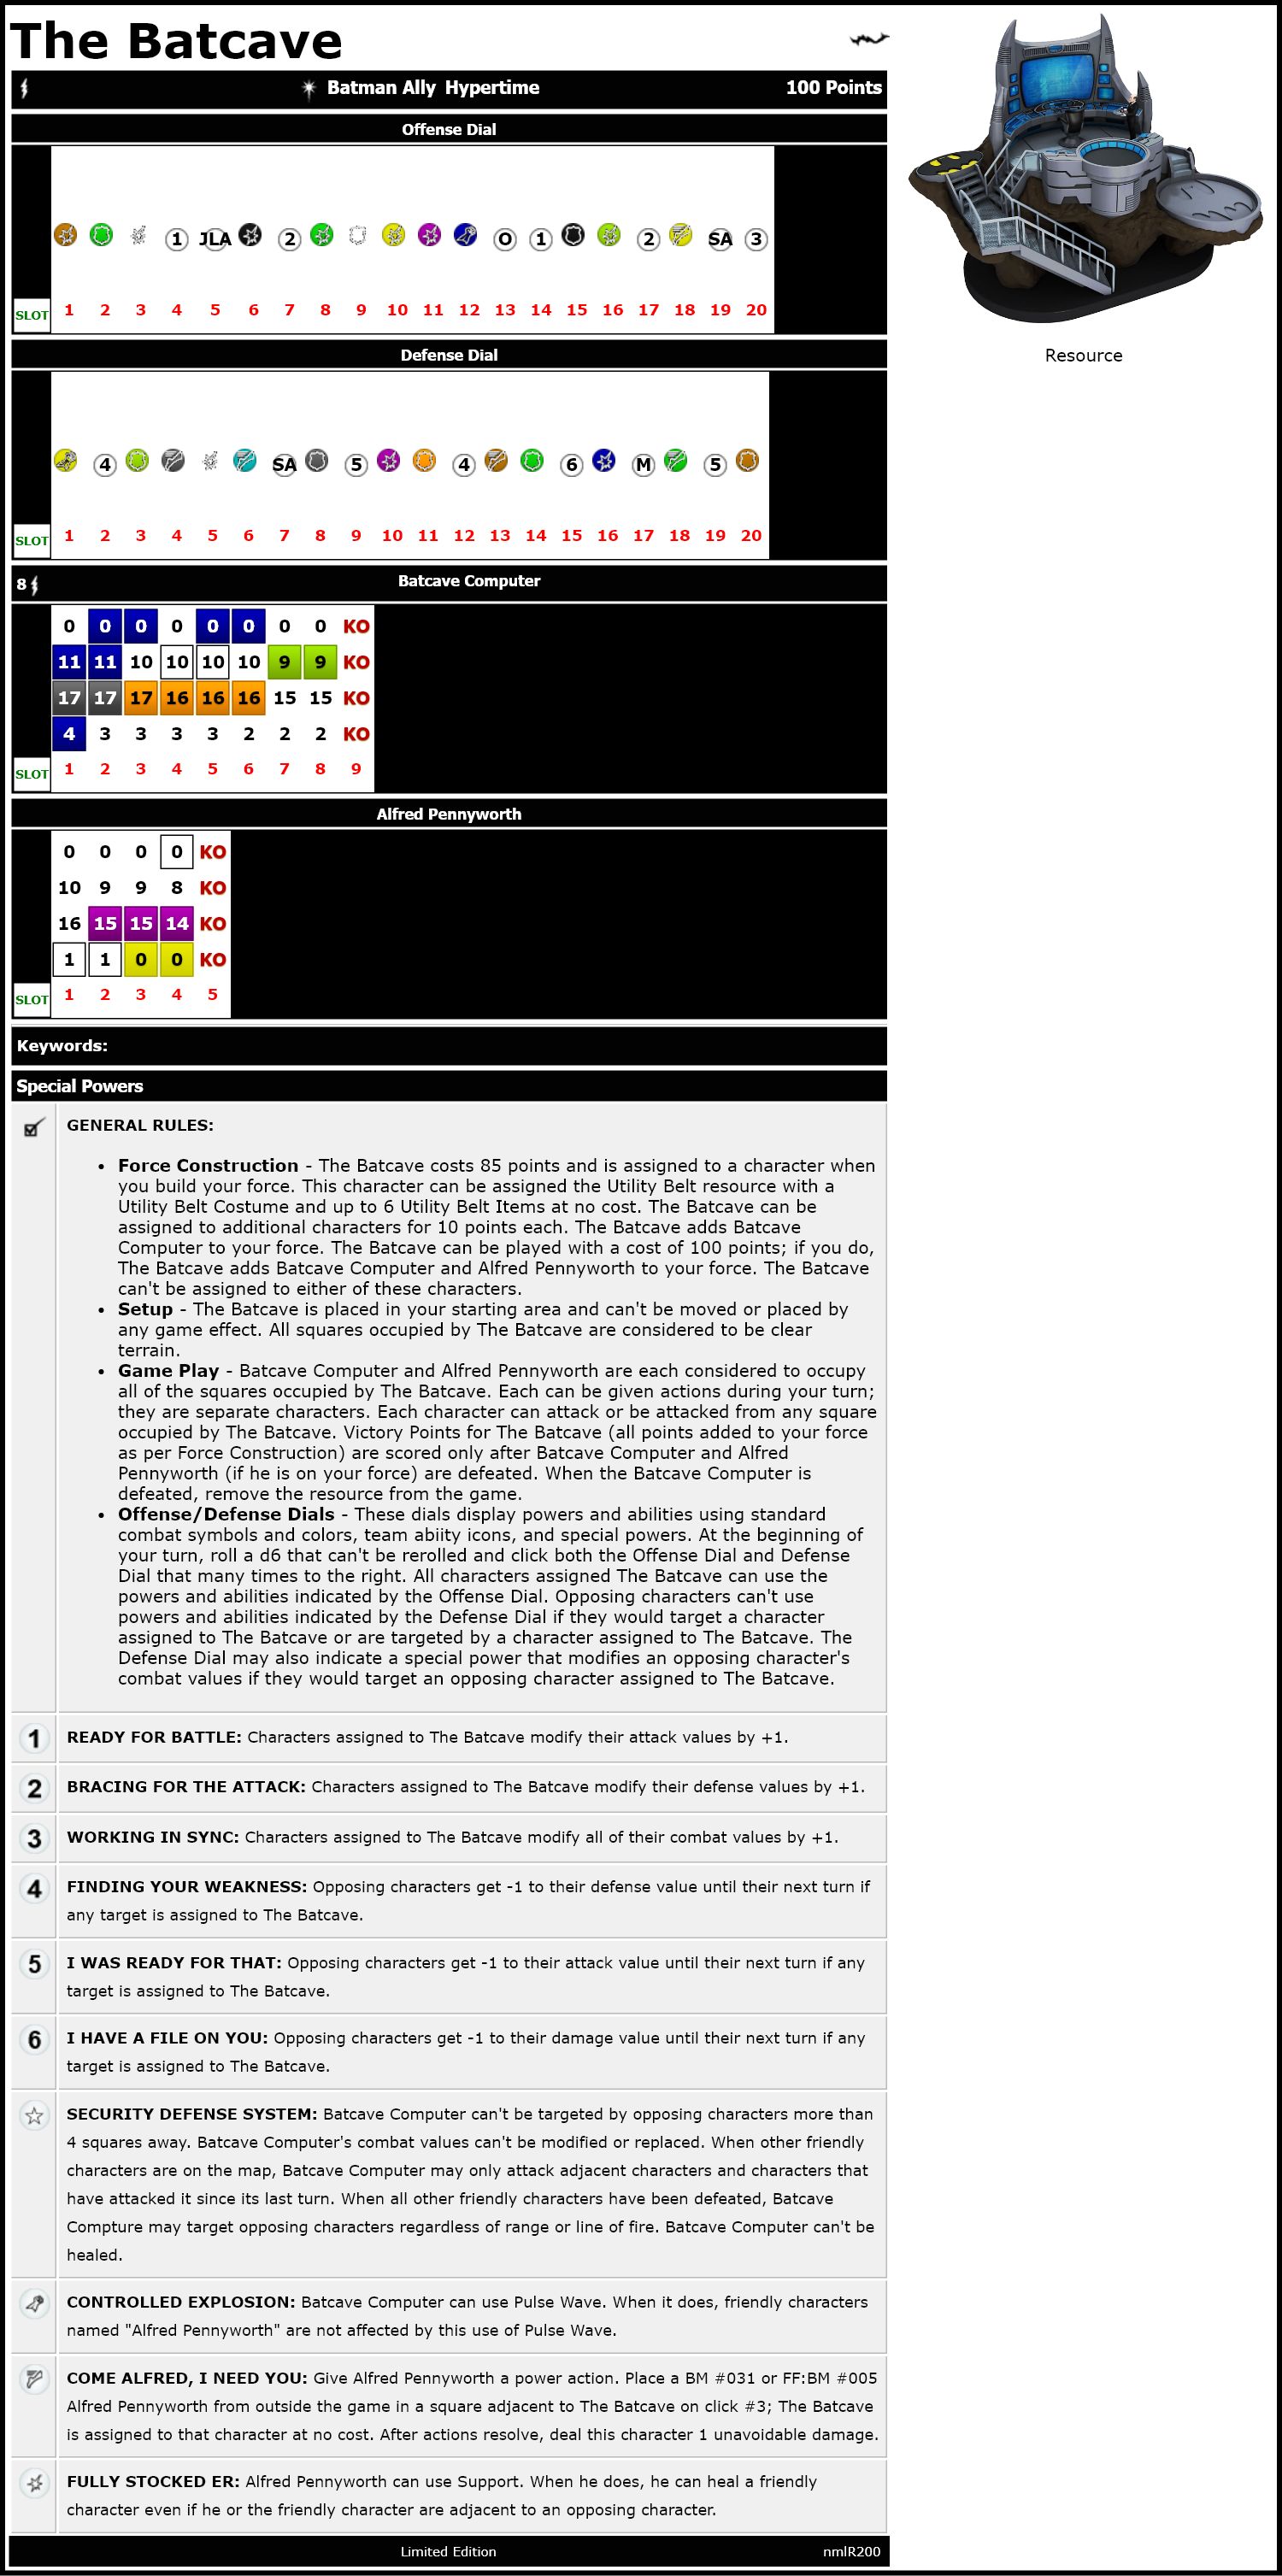 The Batcave
Batman Ally Hypertime 100 Points
Offense Dial
1 JLA 2 O 1 2 SA 3
SLOT 1 2 3 4 5 6 7 8 9 10 11 12 13 14 15 16 17 18 19 20
Defense Dial
4 SA 5 4 6 M 5
SLOT 1 2 3 4 5 6 7 8 9 10 11 12 13 14 15 16 17 18 19 20
8 Batcave Computer
0 0 0 0 0 0 0 0 KO
11 11 10 10 10 10 9 9 KO
17 17 17 16 16 16 15 15 KO
4 3 3 3 3 2 2 2 KO
SLOT 1 2 3 4 5 6 7 8 9
Alfred Pennyworth
0 0 0 0 KO
10 9 9 8 KO
16 15 15 14 KO
1 1 0 0 KO
SLOT 1 2 3 4 5
Keywords:
Special Powers
GENERAL RULES:
• Force Construction - The Batcave costs 85 points and is assigned to a character when
you build your force. This character can be assigned the Utility Belt resource with a
Utility Belt Costume and up to 6 Utility Belt Items at no cost. The Batcave can be
assigned to additional characters for 10 points each. The Batcave adds Batcave
Computer to your force. The Batcave can be played with a cost of 100 points; if you do,
The Batcave adds Batcave Computer and Alfred Pennyworth to your force. The Batcave
can't be assigned to either of these characters.
• Setup - The Batcave is placed in your starting area and can't be moved or placed by
any game effect. All squares occupied by The Batcave are considered to be clear
terrain.
• Game Play - Batcave Computer and Alfred Pennyworth are each considered to occupy
all of the squares occupied by The Batcave. Each can be given actions during your turn;
they are separate characters. Each character can attack or be attacked from any square
occupied by The Batcave. Victory Points for The Batcave (all points added to your force
as per Force Construction) are scored only after Batcave Computer and Alfred
Pennyworth (if he is on your force) are defeated. When the Batcave Computer is
defeated, remove the resource from the game.
• Offense/Defense Dials - These dials display powers and abilities using standard
combat symbols and colors, team abiity icons, and special powers. At the beginning of
your turn, roll a d6 that can't be rerolled and click both the Offense Dial and Defense
Dial that many times to the right. All characters assigned The Batcave can use the
powers and abilities indicated by the Offense Dial. Opposing characters can't use
powers and abilities indicated by the Defense Dial if they would target a character
assigned to The Batcave or are targeted by a character assigned to The Batcave. The
Defense Dial may also indicate a special power that modifies an opposing character's
combat values if they would target an opposing character assigned to The Batcave.
1 READY FOR BATTLE: Characters assigned to The Batcave modify their attack values by +1.
2 BRACING FOR THE ATTACK: Characters assigned to The Batcave modify their defense values by +1.
3 WORKING IN SYNC: Characters assigned to The Batcave modify all of their combat values by +1.
4 FINDING YOUR WEAKNESS: Opposing characters get -1 to their defense value until their next turn if
any target is assigned to The Batcave.
5 I WAS READY FOR THAT: Opposing characters get -1 to their attack value until their next turn if any
target is assigned to The Batcave.
6 I HAVE A FILE ON YOU: Opposing characters get -1 to their damage value until their next turn if any
target is assigned to The Batcave.
SECURITY DEFENSE SYSTEM: Batcave Computer can't be targeted by opposing characters more than
4 squares away. Batcave Computer's combat values can't be modified or replaced. When other friendly
characters are on the map, Batcave Computer may only attack adjacent characters and characters that
have attacked it since its last turn. When all other friendly characters have been defeated, Batcave
Compture may target opposing characters regardless of range or line of fire. Batcave Computer can't be
healed.
CONTROLLED EXPLOSION: Batcave Computer can use Pulse Wave. When it does, friendly characters
named "Alfred Pennyworth" are not affected by this use of Pulse Wave.
COME ALFRED, I NEED YOU: Give Alfred Pennyworth a power action. Place a BM #031 or FF:BM #005
Alfred Pennyworth from outside the game in a square adjacent to The Batcave on click #3; The Batcave
is assigned to that character at no cost. After actions resolve, deal this character 1 unavoidable damage.
FULLY STOCKED ER: Alfred Pennyworth can use Support. When he does, he can heal a friendly
character even if he or the friendly character are adjacent to an opposing character.
Limited Edition nmlR200
Resource